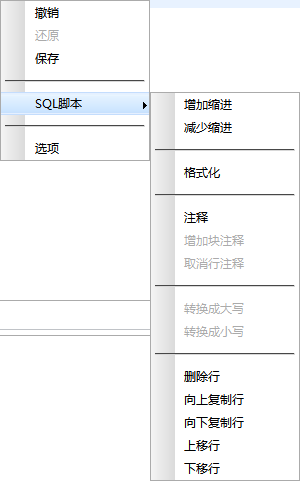 撤销
还原
保存
SQL脚本
选项
增加缩进
减少缩进
格式化
注释
增加块注释
取消行注释
转换成大写
转换成小写
删除行
向上复制行
向下复制行
上移行
下移行